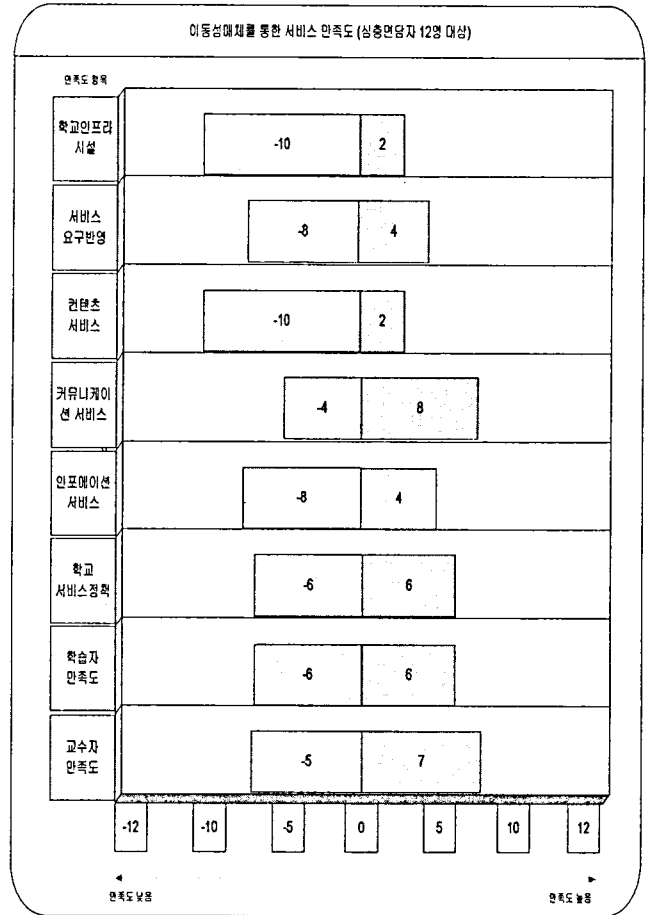 이동성매체를 통한 서비스 만족도 (심층면담자 12명 대상)
만족도 항목
학교인프라
시설
-10 2
서비스
요구반영
-8 4
컨텐츠
서비스
-10 2
커뮤니케이
션 서비스
-4 8
인포메이션
서비스
-8 4
학교
서비스정책
-6 6
학습자
만족도
-6 6
교수자
만족도
-5 7
-12 -10 -5 0 5 10 12
만족도 낮음 만족도 높음